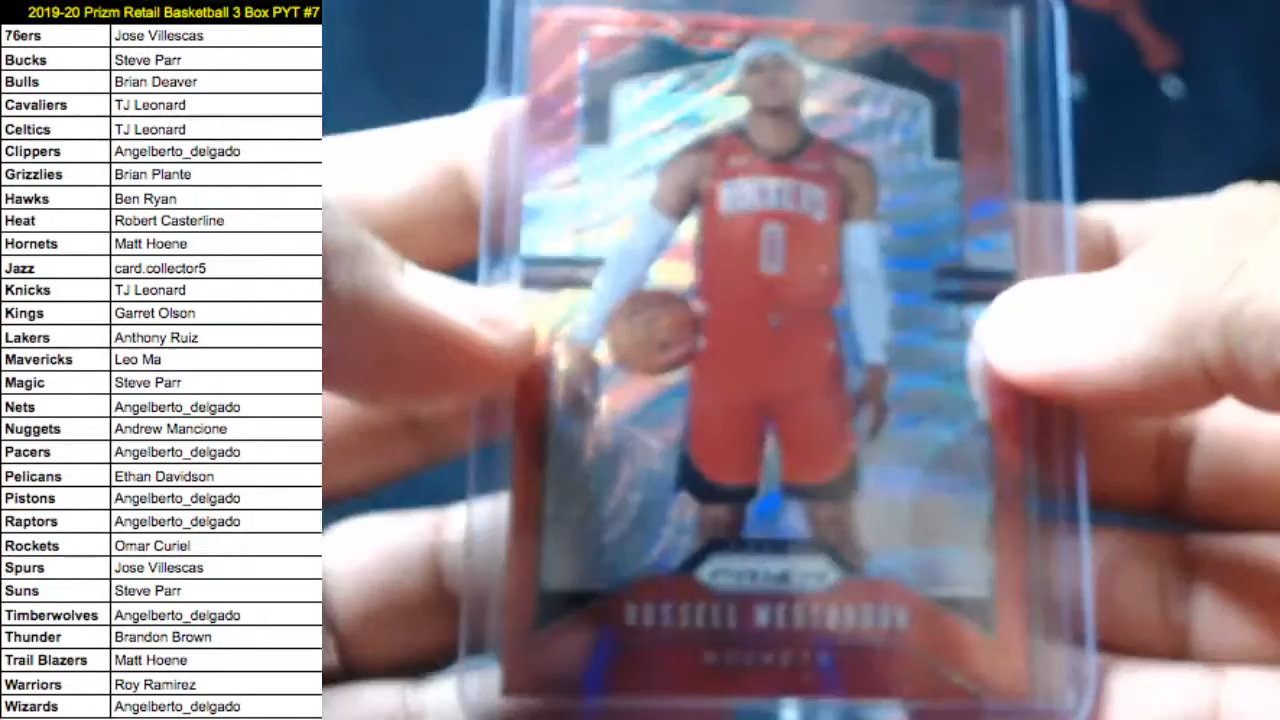 2019-20 Prizm Retail Basketball 3 Box PYT #7
76ers Jose Villescas
Bucks Steve Parr
Bulls Brian Deaver
Cavaliers TJ Leonard
Celtics TJ Leonard
Clippers Angelberto_delgado
Grizzlies Brian Plante
Hawks Ben Ryan
Heat Robert Casterline
Hornets Matt Hoene
Jazz card.collector5
Knicks TJ Leonard
Kings Garret Olson
Lakers Anthony Ruiz
Mavericks Leo Ma
Magic Steve Parr
Nets Angelberto_delgado
Nuggets Andrew Mancione
Pacers Angelberto_delgado
Pelicans Ethan Davidson
Pistons Angelberto_delgado
Raptors Angelberto_delgado
Rockets Omar Curiel
Spurs Jose Villescas
Suns Steve Parr
Timberwolves Angelberto_delgado
Thunder Brandon Brown
Trail Blazers Matt Hoene
Warriors Roy Ramirez
Wizards Angelberto_delgado
ROCKETS
0
PRIZM
RUSSELL WESTBROOK
ROCKETS